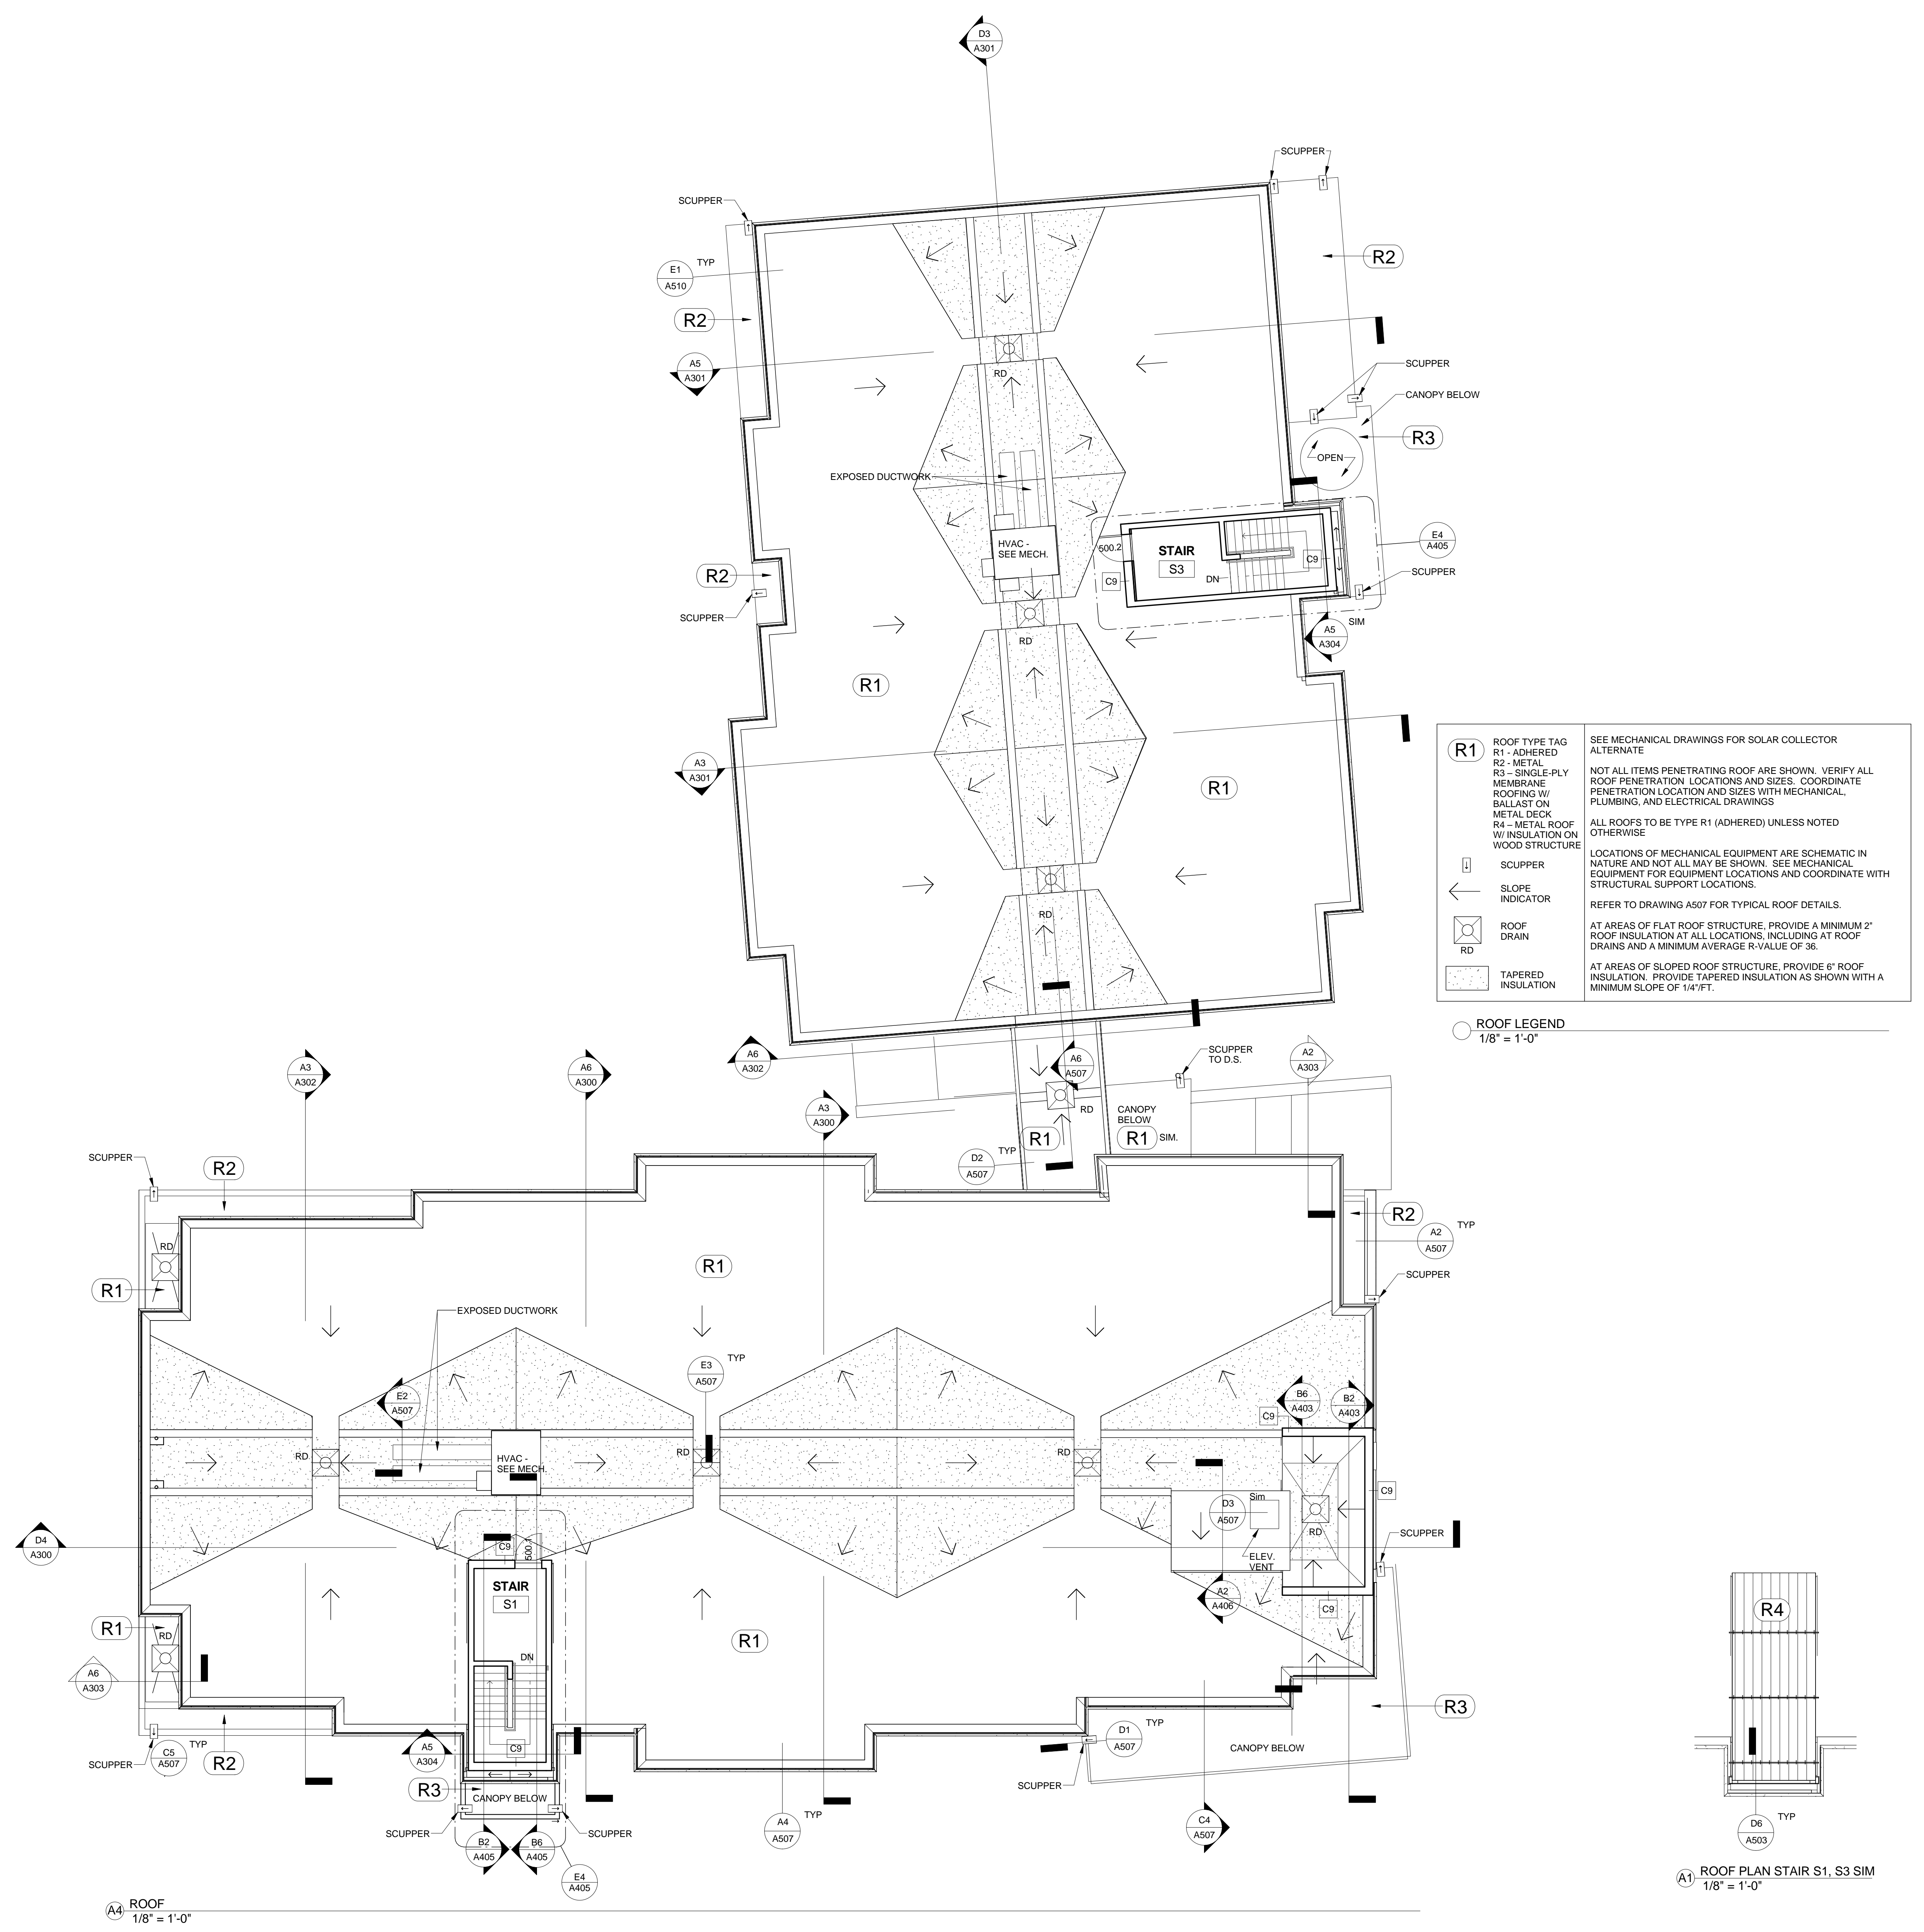 D3
A301
SCUPPER
SCUPPER
R2
E1
A510
TYP
R2
A5
A301
RD
SCUPPER
CANOPY BELOW
R3
OPEN
EXPOSED DUCTWORK
HVAC -
SEE MECH.
500.2
STAIR
S3
C9
C9
DN
E4
A405
SCUPPER
R2
SCUPPER
RD
SIM
A5
A304
R1
A3
A301
R1
RD
R1
ROOF TYPE TAG
R1 - ADHERED
R2 - METAL
R3 – SINGLE-PLY
MEMBRANE
ROOFING W/
BALLAST ON
METAL DECK
R4 – METAL ROOF
W/ INSULATION ON
WOOD STRUCTURE
SCUPPER
SLOPE
INDICATOR
ROOF
DRAIN
RD
TAPERED
INSULATION
SEE MECHANICAL DRAWINGS FOR SOLAR COLLECTOR
ALTERNATE
NOT ALL ITEMS PENETRATING ROOF ARE SHOWN. VERIFY ALL
ROOF PENETRATION LOCATIONS AND SIZES. COORDINATE
PENETRATION LOCATION AND SIZES WITH MECHANICAL,
PLUMBING, AND ELECTRICAL DRAWINGS
ALL ROOFS TO BE TYPE R1 (ADHERED) UNLESS NOTED
OTHERWISE
LOCATIONS OF MECHANICAL EQUIPMENT ARE SCHEMATIC IN
NATURE AND NOT ALL MAY BE SHOWN. SEE MECHANICAL
EQUIPMENT FOR EQUIPMENT LOCATIONS AND COORDINATE WITH
STRUCTURAL SUPPORT LOCATIONS.
REFER TO DRAWING A507 FOR TYPICAL ROOF DETAILS.
AT AREAS OF FLAT ROOF STRUCTURE, PROVIDE A MINIMUM 2"
ROOF INSULATION AT ALL LOCATIONS, INCLUDING AT ROOF
DRAINS AND A MINIMUM AVERAGE R-VALUE OF 36.
AT AREAS OF SLOPED ROOF STRUCTURE, PROVIDE 6" ROOF
INSULATION. PROVIDE TAPERED INSULATION AS SHOWN WITH A
MINIMUM SLOPE OF 1/4"/FT.
ROOF LEGEND
1/8" = 1'-0"
A3
A302
A6
A300
A6
A302
A6
A507
SCUPPER
TO D.S.
A2
A303
A3
A300
RD
CANOPY
BELOW
R1
R1
SIM.
D2
A507
TYP
SCUPPER
R2
R2
A2
A507
TYP
RD
R1
R1
SCUPPER
EXPOSED DUCTWORK
E3
A507
TYP
E2
A507
B6
A403
B2
A403
C9
RD
HVAC -
SEE MECH.
RD
RD
C9
D3
A507
Sim
RD
SCUPPER
D4
A300
C9
500.1
ELEV.
VENT
STAIR
S1
A2
A406
C9
R1
RD
R1
DN
A6
A303
R3
R4
SCUPPER
C5
A507
TYP
R2
A5
A304
C9
D1
A507
TYP
CANOPY BELOW
SCUPPER
R3
CANOPY BELOW
SCUPPER
SCUPPER
B2
A405
B6
A405
A4
A507
TYP
C4
A507
D6
A503
TYP
E4
A405
A1
ROOF PLAN STAIR S1, S3 SIM
1/8" = 1'-0"
A4
ROOF
1/8" = 1'-0"